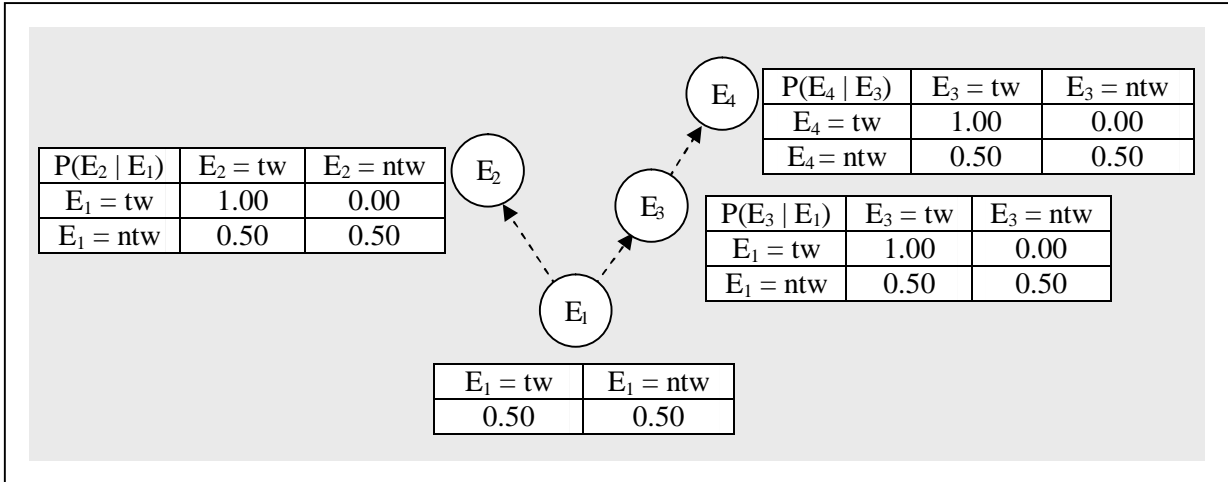 E4
P(E4 | E3) E3 = tw E3 = ntw
E4 = tw 1.00 0.00
E4 = ntw 0.50 0.50
P(E2 | E1) E2 = tw E2 = ntw
E1 = tw 1.00 0.00
E1 = ntw 0.50 0.50
E2
E3
P(E3 | E1) E3 = tw E3 = ntw
E1 = tw 1.00 0.00
E1 = ntw 0.50 0.50
E1
E1 = tw E1 = ntw
0.50 0.50